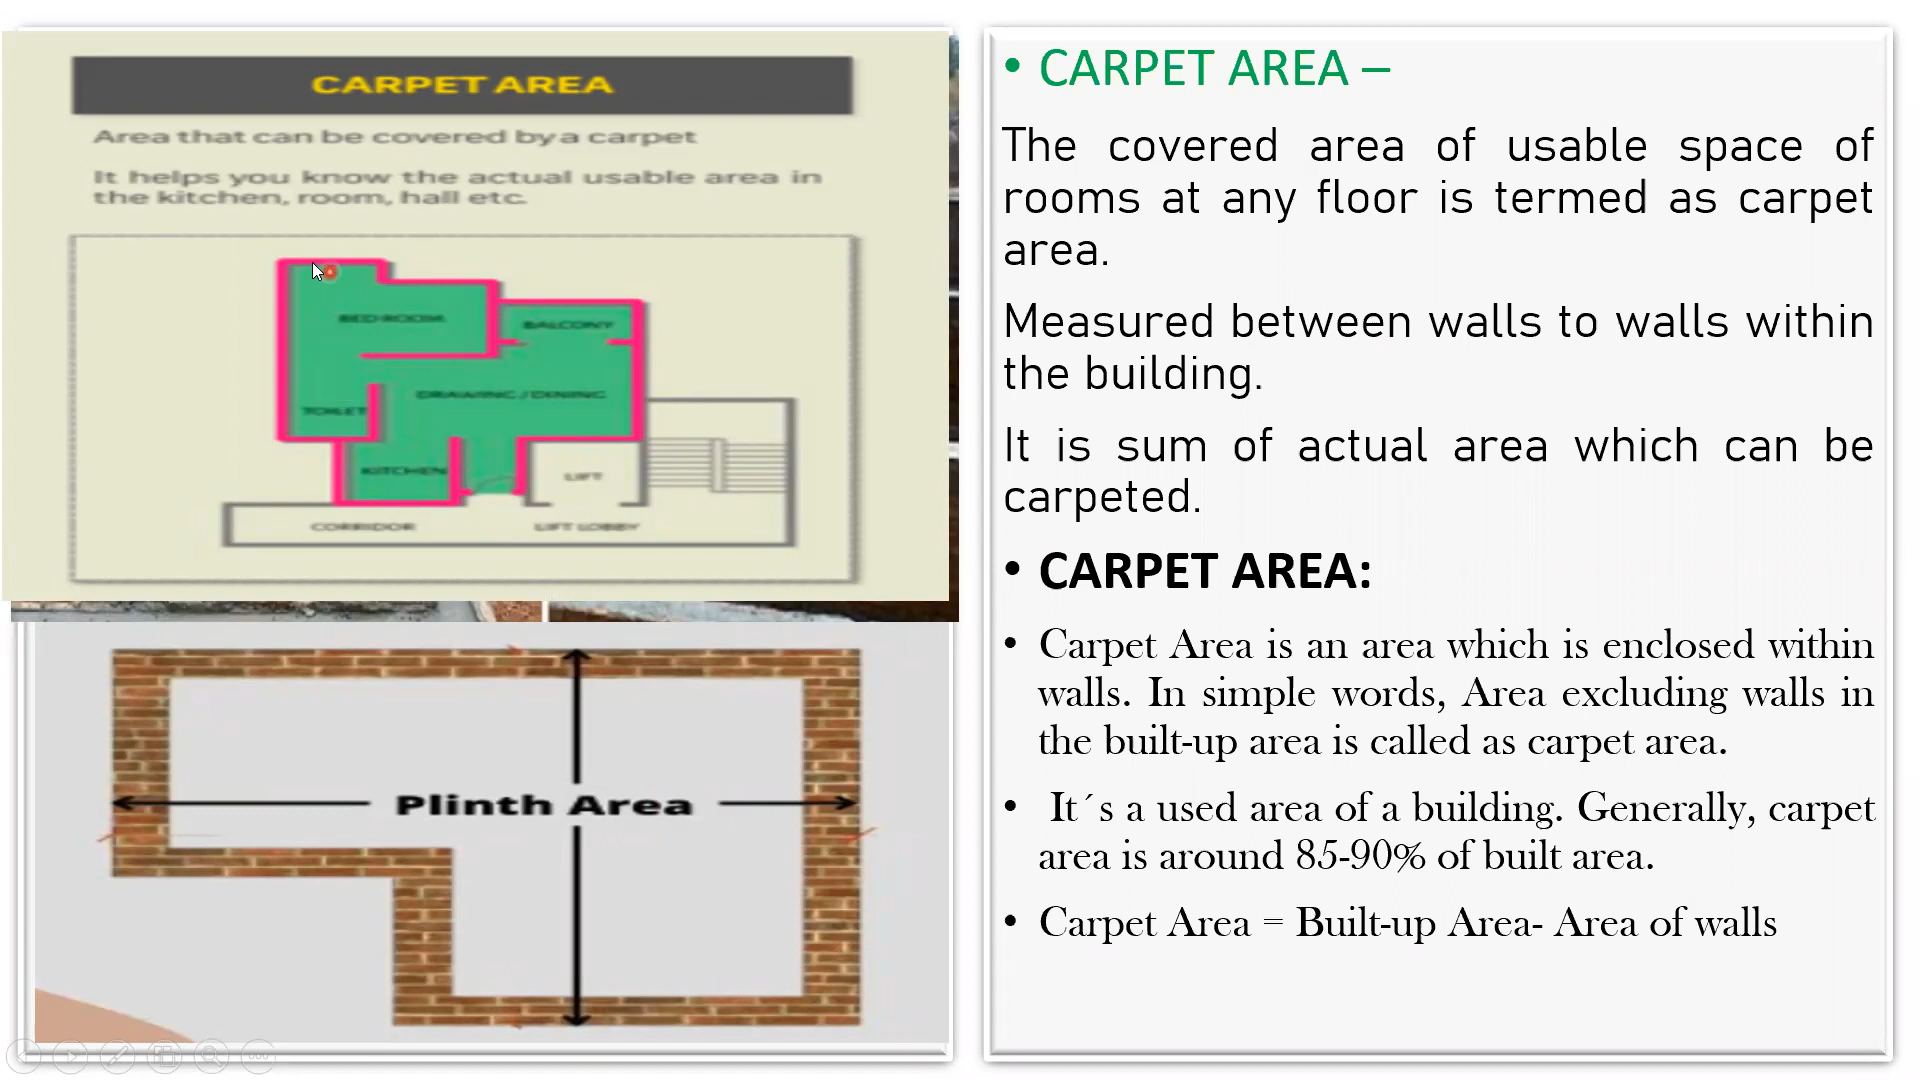 CARPET AREA
Area that can be covered by a carpet
It helps you know the actual usable area in
the kitchen, room, hall etc.
BED-ROOM
BALCONY
DRAWING / DINING
TOILET
KITCHEN
LIFT
CORRIDOR
LIFT LOBBY
Plinth Area
• CARPET AREA –
The covered area of usable space of
rooms at any floor is termed as carpet
area.
Measured between walls to walls within
the building.
It is sum of actual area which can be
carpeted.
• CARPET AREA:
• Carpet Area is an area which is enclosed within
walls. In simple words, Area excluding walls in
the built-up area is called as carpet area.
• It´s a used area of a building. Generally, carpet
area is around 85-90% of built area.
• Carpet Area = Built-up Area- Area of walls